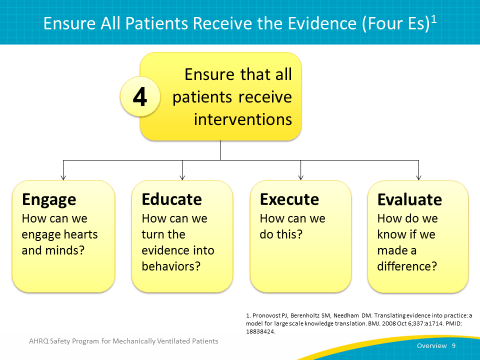 Ensure All Patients Receive the Evidence (Four Es)¹
4
Ensure that all
patients receive
interventions
Engage
How can we
engage hearts
and minds?
Educate
How can we
turn the
evidence into
behaviors?
Execute
How can we
do this?
Evaluate
How do we
know if we
made a
difference?
1. Pronovost PJ, Berenholtz SM, Needham DM. Translating evidence into practice: a
model for large scale knowledge translation. BMJ. 2008 Oct 6;337:a1714. PMID:
18838424.
AHRQ Safety Program for Mechanically Ventilated Patients
Overview 9